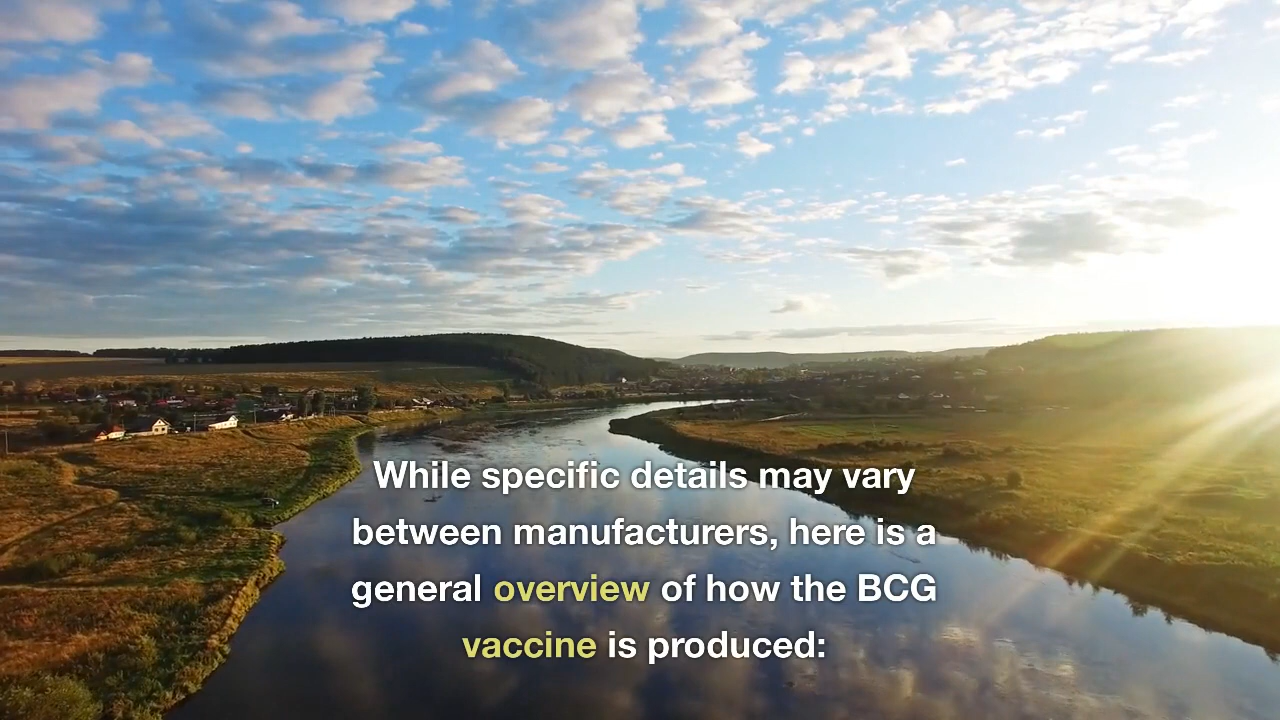 While specific details may vary
between manufacturers, here is a
general overview of how the BCG
vaccine is produced: